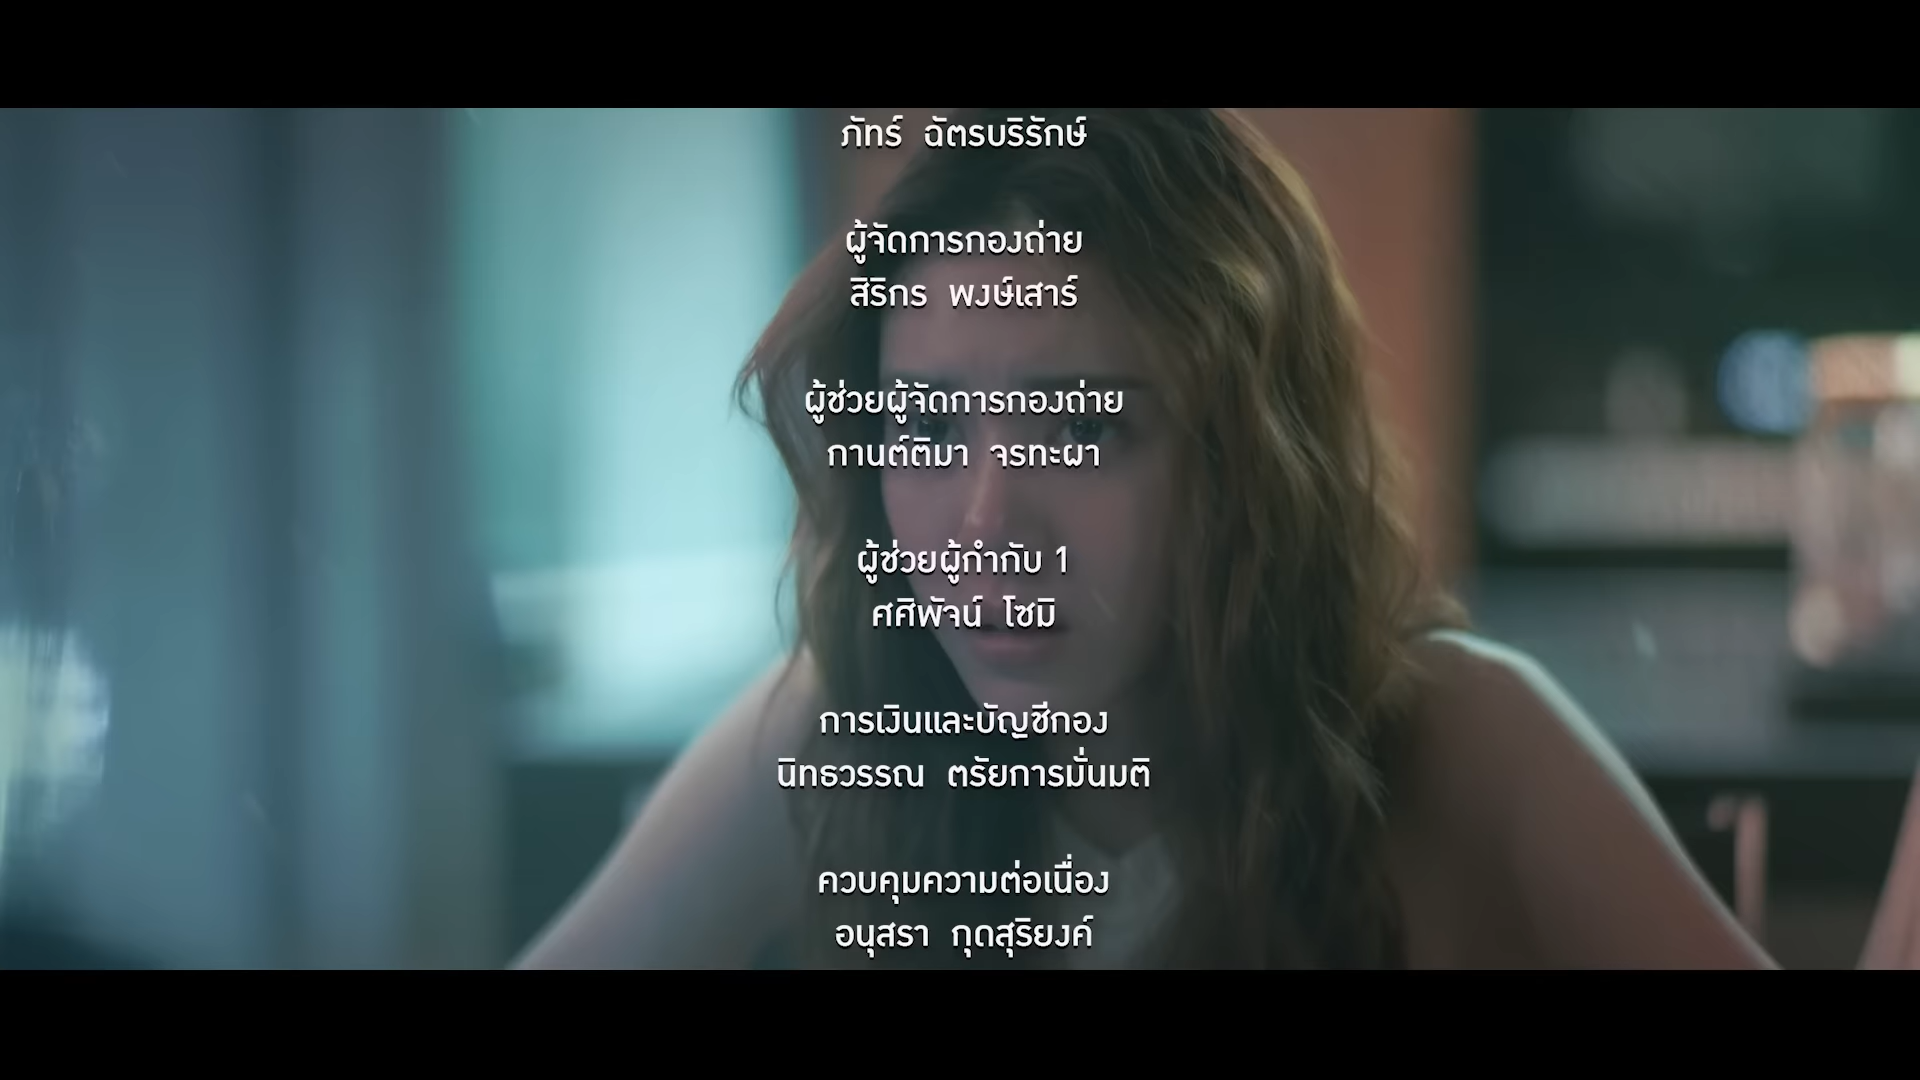 ภัทร์ ฉัตรบริรักษ์
ผู้จัดการกองถ่าย
สิริกร พงษ์เสาร์
ผู้ช่วยผู้จัดการกองถ่าย
กานต์ติมา จรทะผา
ผู้ช่วยผู้กำกับ 1
ศศิพัจน์ โซมิ
การเงินและบัญชีกอง
นิทธวรรณ ตรัยการมั่นมติ
ควบคุมความต่อเนื่อง
อนุสรา กุดสุริยงค์